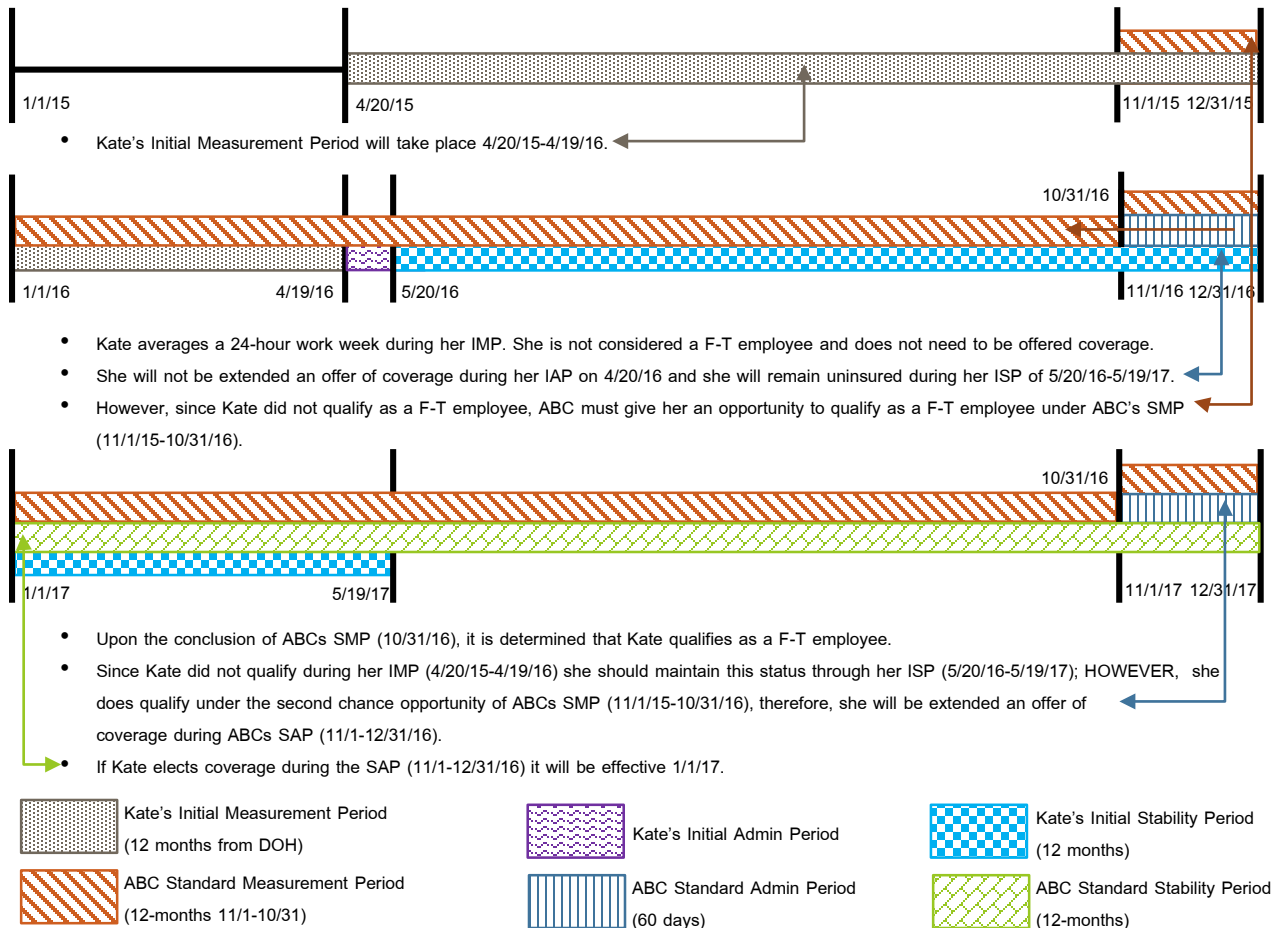 1/1/15 4/20/15 11/1/15 12/31/15
• Kate's Initial Measurement Period will take place 4/20/15-4/19/16.
10/31/16
1/1/16 4/19/16 5/20/16 11/1/16 12/31/16
• Kate averages a 24-hour work week during her IMP. She is not considered a F-T employee and does not need to be offered coverage.
• She will not be extended an offer of coverage during her IAP on 4/20/16 and she will remain uninsured during her ISP of 5/20/16-5/19/17.
• However, since Kate did not qualify as a F-T employee, ABC must give her an opportunity to qualify as a F-T employee under ABC's SMP
(11/1/15-10/31/16).
10/31/16
1/1/17 5/19/17 11/1/17 12/31/17
• Upon the conclusion of ABCs SMP (10/31/16), it is determined that Kate qualifies as a F-T employee.
• Since Kate did not qualify during her IMP (4/20/15-4/19/16) she should maintain this status through her ISP (5/20/16-5/19/17); HOWEVER, she
does qualify under the second chance opportunity of ABCs SMP (11/1/15-10/31/16), therefore, she will be extended an offer of
coverage during ABCs SAP (11/1-12/31/16).
• If Kate elects coverage during the SAP (11/1-12/31/16) it will be effective 1/1/17.
Kate's Initial Measurement Period
(12 months from DOH)
Kate's Initial Admin Period
Kate's Initial Stability Period
(12 months)
ABC Standard Measurement Period
(12-months 11/1-10/31)
ABC Standard Admin Period
(60 days)
ABC Standard Stability Period
(12-months)